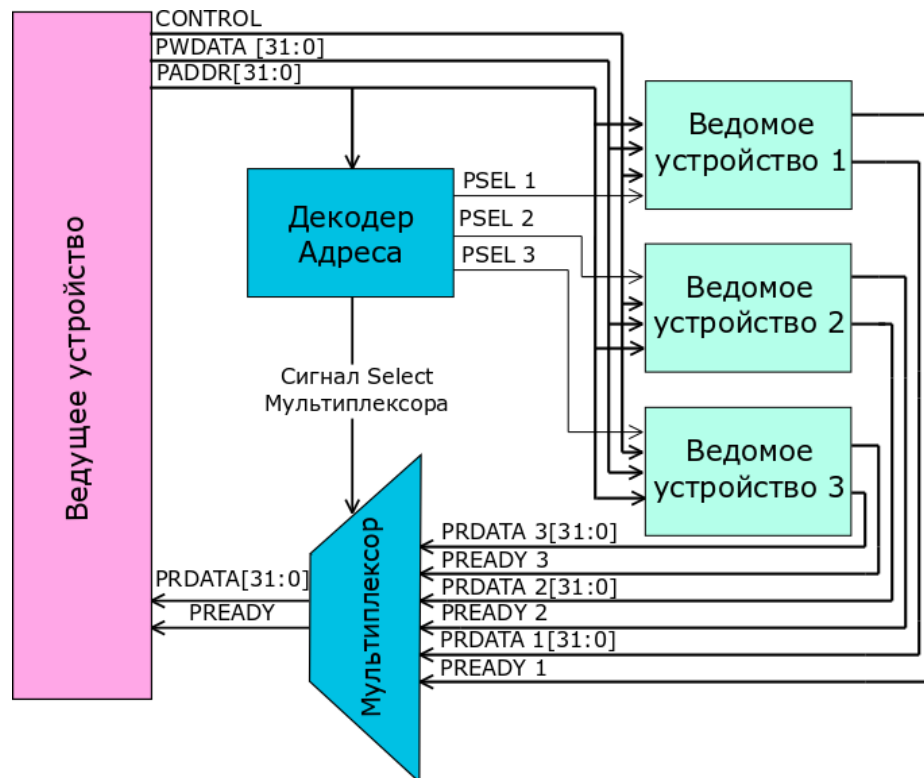 CONTROL
PWDATA [31:0]
PADDR[31:0]
Ведущее устройство
Декодер
Адреса
PSEL 1
PSEL 2
PSEL 3
Ведомое
устройство 1
Ведомое
устройство 2
Ведомое
устройство 3
Сигнал Select
Мультиплексора
Мультиплексор
PRDATA 3[31:0]
PREADY 3
PRDATA 2[31:0]
PREADY 2
PRDATA 1[31:0]
PREADY 1
PRDATA[31:0]
PREADY